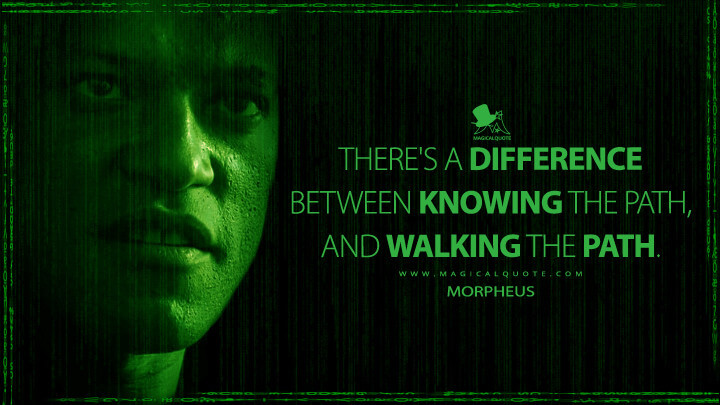 MAGICALQUOTE
THERE'S A DIFFERENCE
BETWEEN KNOWING THE PATH,
AND WALKING THE PATH.
WWW.MAGICALQUOTE.COM
MORPHEUS